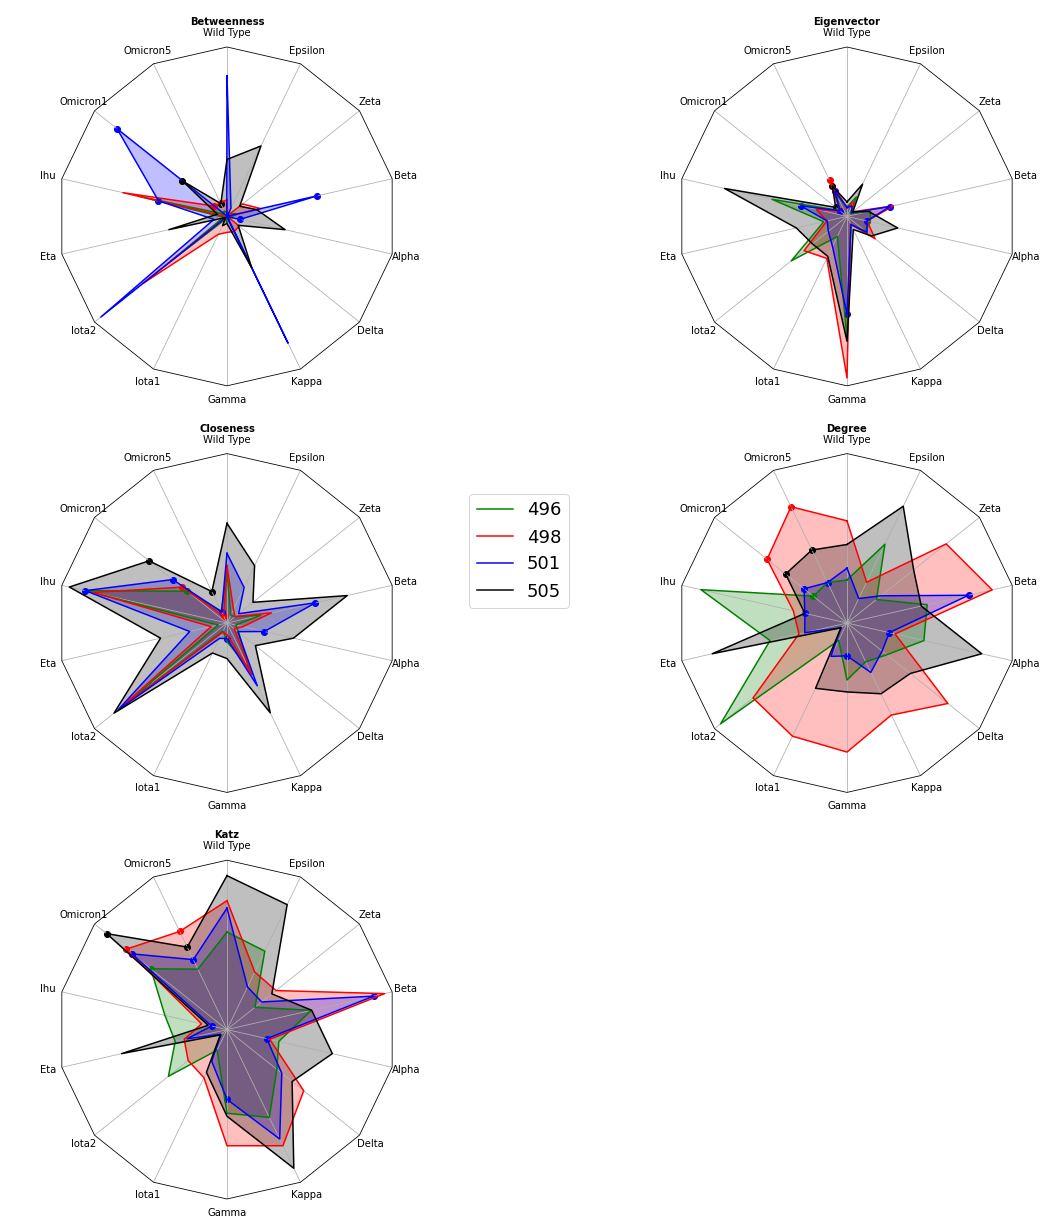 Betweenness
Wild Type
Epsilon
Zeta
Beta
Alpha
Delta
Kappa
Gamma
Iota1
Iota2
Eta
Ihu
Omicron1
Omicron5
Eigenvector
Wild Type
Epsilon
Zeta
Beta
Alpha
Delta
Kappa
Gamma
Iota1
Iota2
Eta
Ihu
Omicron1
Omicron5
Closeness
Wild Type
Epsilon
Zeta
Beta
Alpha
Delta
Kappa
Gamma
Iota1
Iota2
Eta
Ihu
Omicron1
Omicron5
496
498
501
505
Degree
Wild Type
Epsilon
Zeta
Beta
Alpha
Delta
Kappa
Gamma
Iota1
Iota2
Eta
Ihu
Omicron1
Omicron5
Katz
Wild Type
Epsilon
Zeta
Beta
Alpha
Delta
Kappa
Gamma
Iota1
Iota2
Eta
Ihu
Omicron1
Omicron5